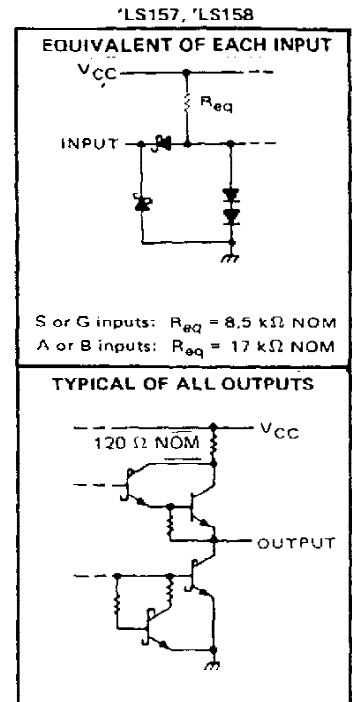 'LS157, 'LS158
EQUIVALENT OF EACH INPUT
VCC
Req
INPUT
S or G inputs: Req = 8.5 kΩ NOM
A or B inputs: Req = 17 kΩ NOM
TYPICAL OF ALL OUTPUTS
VCC
120 Ω NOM
OUTPUT